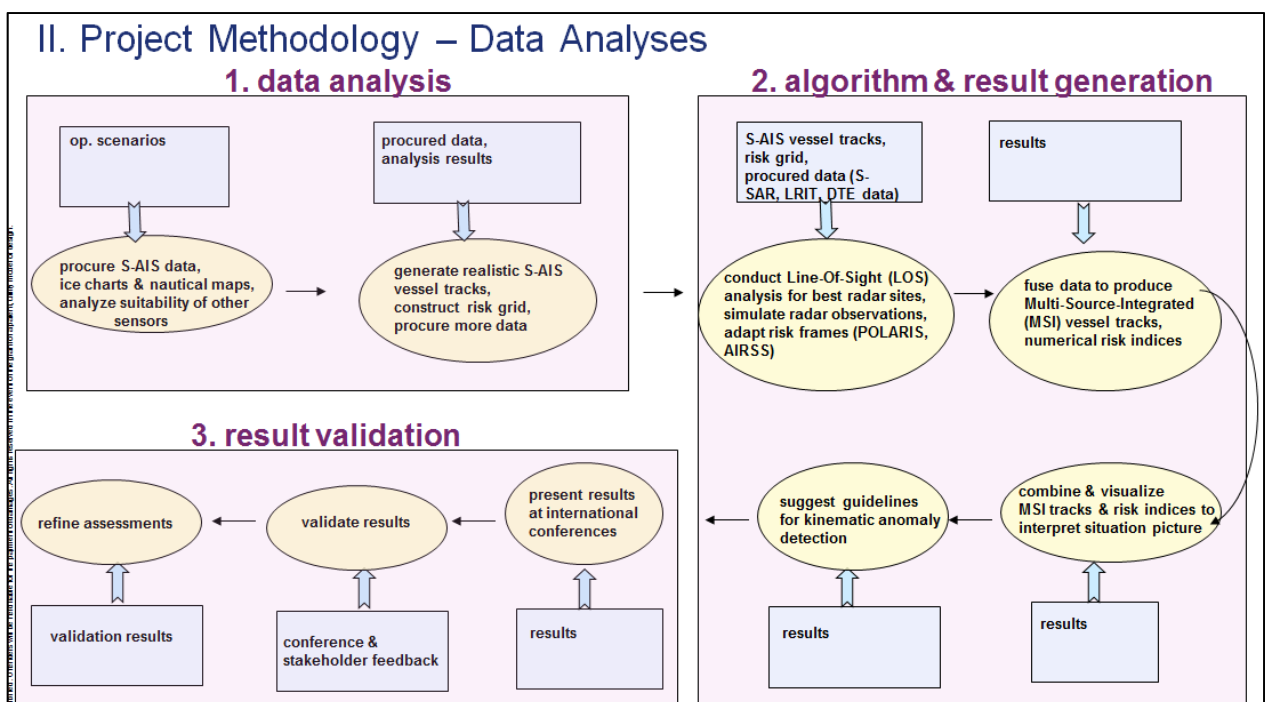 II. Project Methodology – Data Analyses
1. data analysis
op. scenarios
procured data,
analysis results
procure S-AIS data,
ice charts & nautical maps,
analyze suitability of other
sensors
generate realistic S-AIS
vessel tracks,
construct risk grid,
procure more data
2. algorithm & result generation
S-AIS vessel tracks,
risk grid,
procured data (S-
SAR, LRIT, DTE data)
results
conduct Line-Of-Sight (LOS)
analysis for best radar sites,
simulate radar observations,
adapt risk frames (POLARIS,
AIRSS)
fuse data to produce
Multi-Source-Integrated
(MSI) vessel tracks,
numerical risk indices
combine & visualize
MSI tracks & risk indices to
interpret situation picture
suggest guidelines
for kinematic anomaly
detection
results
results
3. result validation
present results
at international
conferences
validate results
refine assessments
validation results
conference &
stakeholder feedback
results